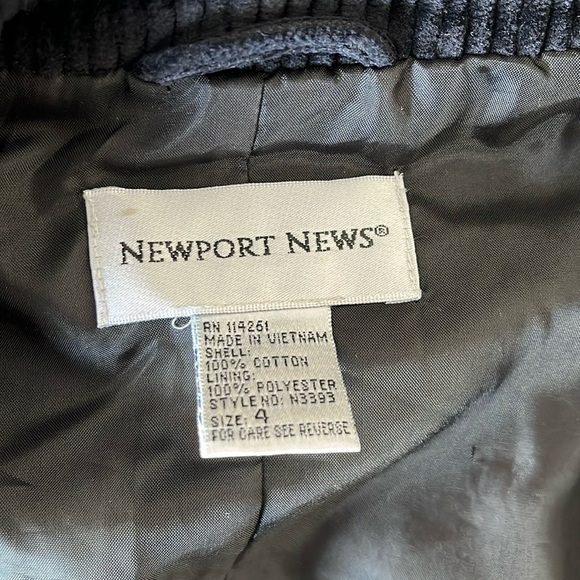 NEWPORT NEWS®
RN 114261
MADE IN VIETNAM
SHELL:
100% COTTON
LINING:
100% POLYESTER
STYLE NO: N3393
SIZE: 4
FOR CARE SEE REVERSE